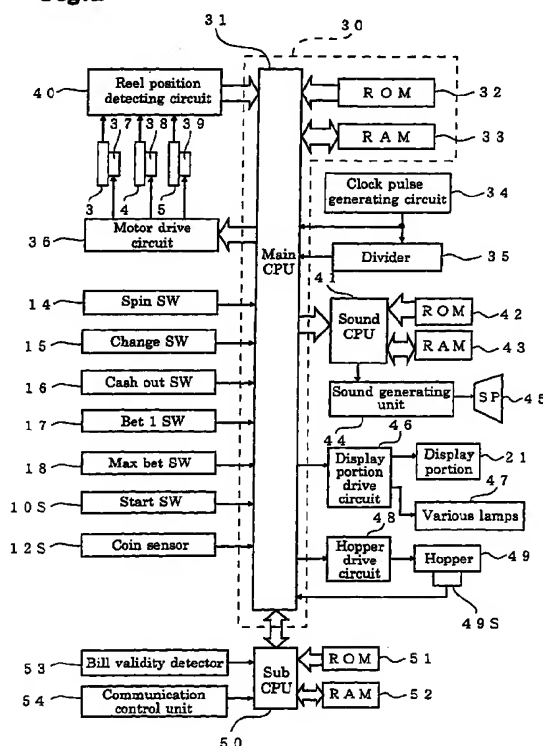 31
30
40
Reel position
detecting circuit
ROM
32
RAM
33
37
38
39
3
4
5
Clock pulse
generating circuit
34
36
Motor drive
circuit
Main
CPU
Divider
35
41
14
Spin SW
Sound
CPU
ROM
42
15
Change SW
RAM
43
16
Cash out SW
Sound generating
unit
SP
45
17
Bet 1 SW
44
46
18
Max bet SW
Display
portion drive
circuit
Display
portion
21
47
10S
Start SW
48
Various lamps
12S
Coin sensor
Hopper
drive
circuit
Hopper
49
49S
53
Bill validity detector
Sub
CPU
ROM
51
54
Communication
control unit
RAM
52
50